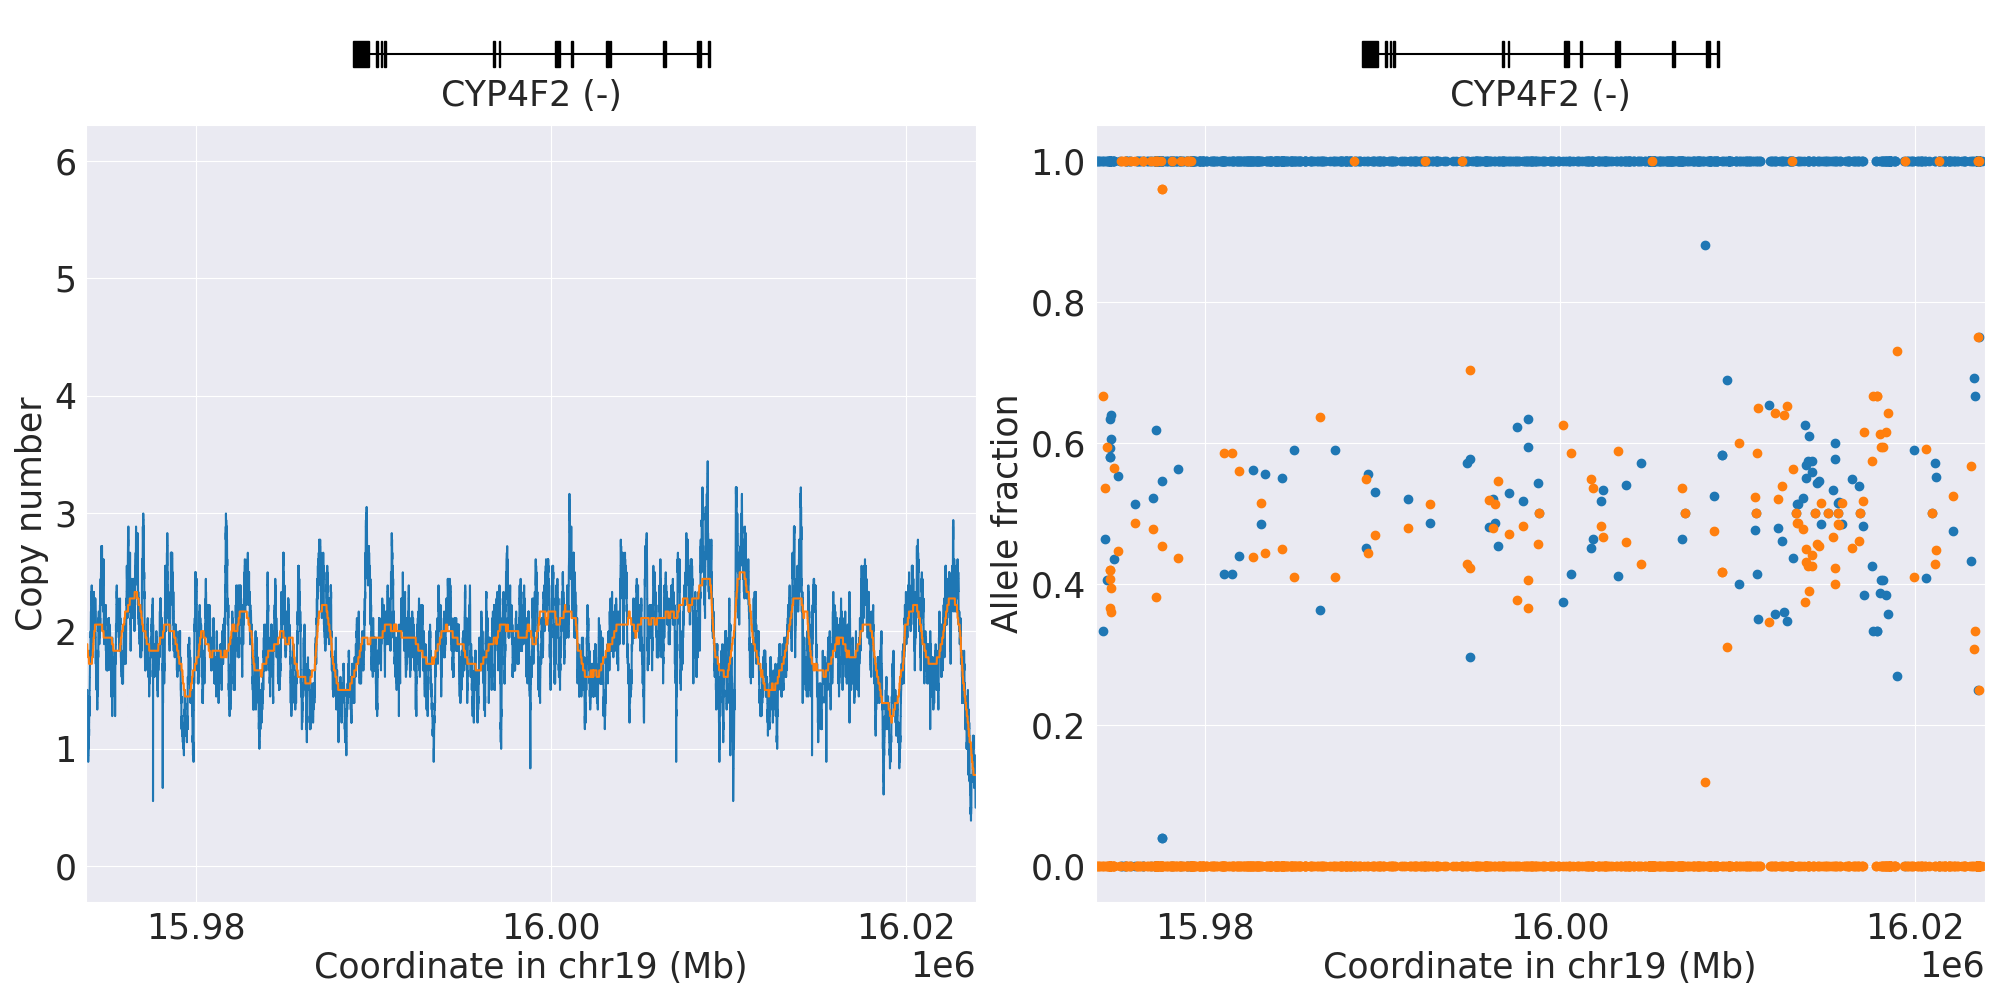 CYP4F2 (-)
Copy number
6
5
4
3
2
1
0
15.98
16.00
16.02
Coordinate in chr19 (Mb)
1e6
CYP4F2 (-)
Allele fraction
1.0
0.8
0.6
0.4
0.2
0.0
15.98
16.00
16.02
Coordinate in chr19 (Mb)
1e6